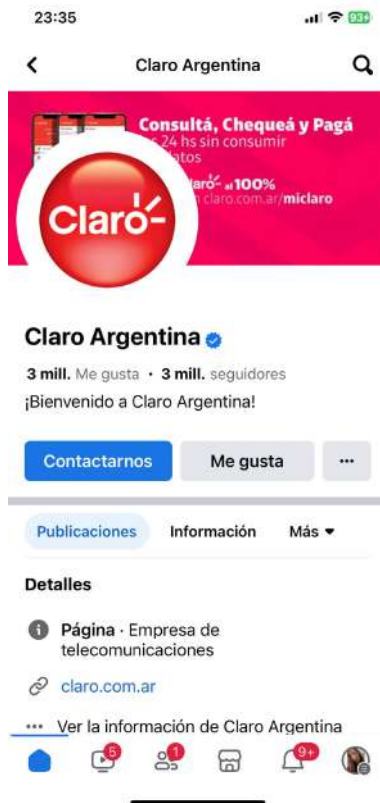 23:35
93
Claro Argentina
Consultá, Chequeá y Pagá
24 hs sin consumir
datos
al 100%
claro.com.ar/miclaro
Claro
Claro Argentina
3 mill. Me gusta • 3 mill. seguidores
¡Bienvenido a Claro Argentina!
Contactarnos
Me gusta
Publicaciones
Información
Más
Detalles
Página · Empresa de
telecomunicaciones
claro.com.ar
Ver la información de Claro Argentina
5
1
9+